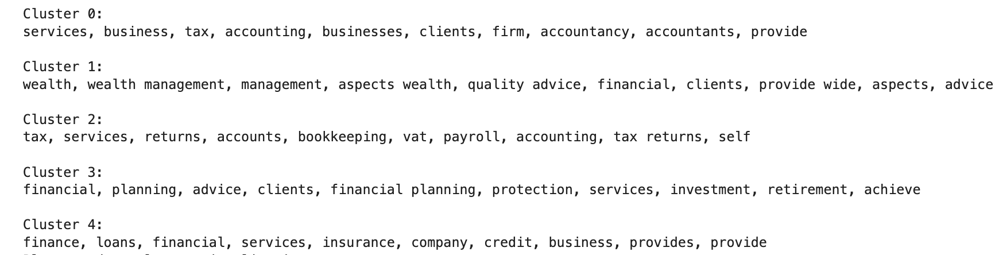 Cluster 0:
services, business, tax, accounting, businesses, clients, firm, accountancy, accountants, provide
Cluster 1:
wealth, wealth management, management, aspects wealth, quality advice, financial, clients, provide wide, aspects, advice
Cluster 2:
tax, services, returns, accounts, bookkeeping, vat, payroll, accounting, tax returns, self
Cluster 3:
financial, planning, advice, clients, financial planning, protection, services, investment, retirement, achieve
Cluster 4:
finance, loans, financial, services, insurance, company, credit, business, provides, provide